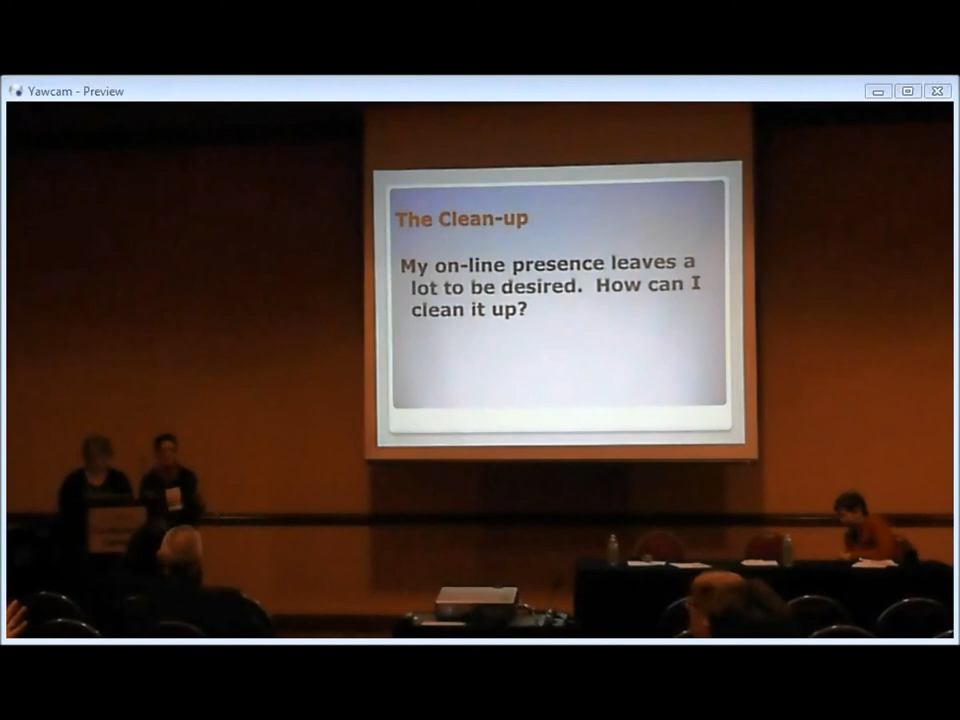 Yawcam - Preview
The Clean-up
My on-line presence leaves a
lot to be desired.  How can I
clean it up?